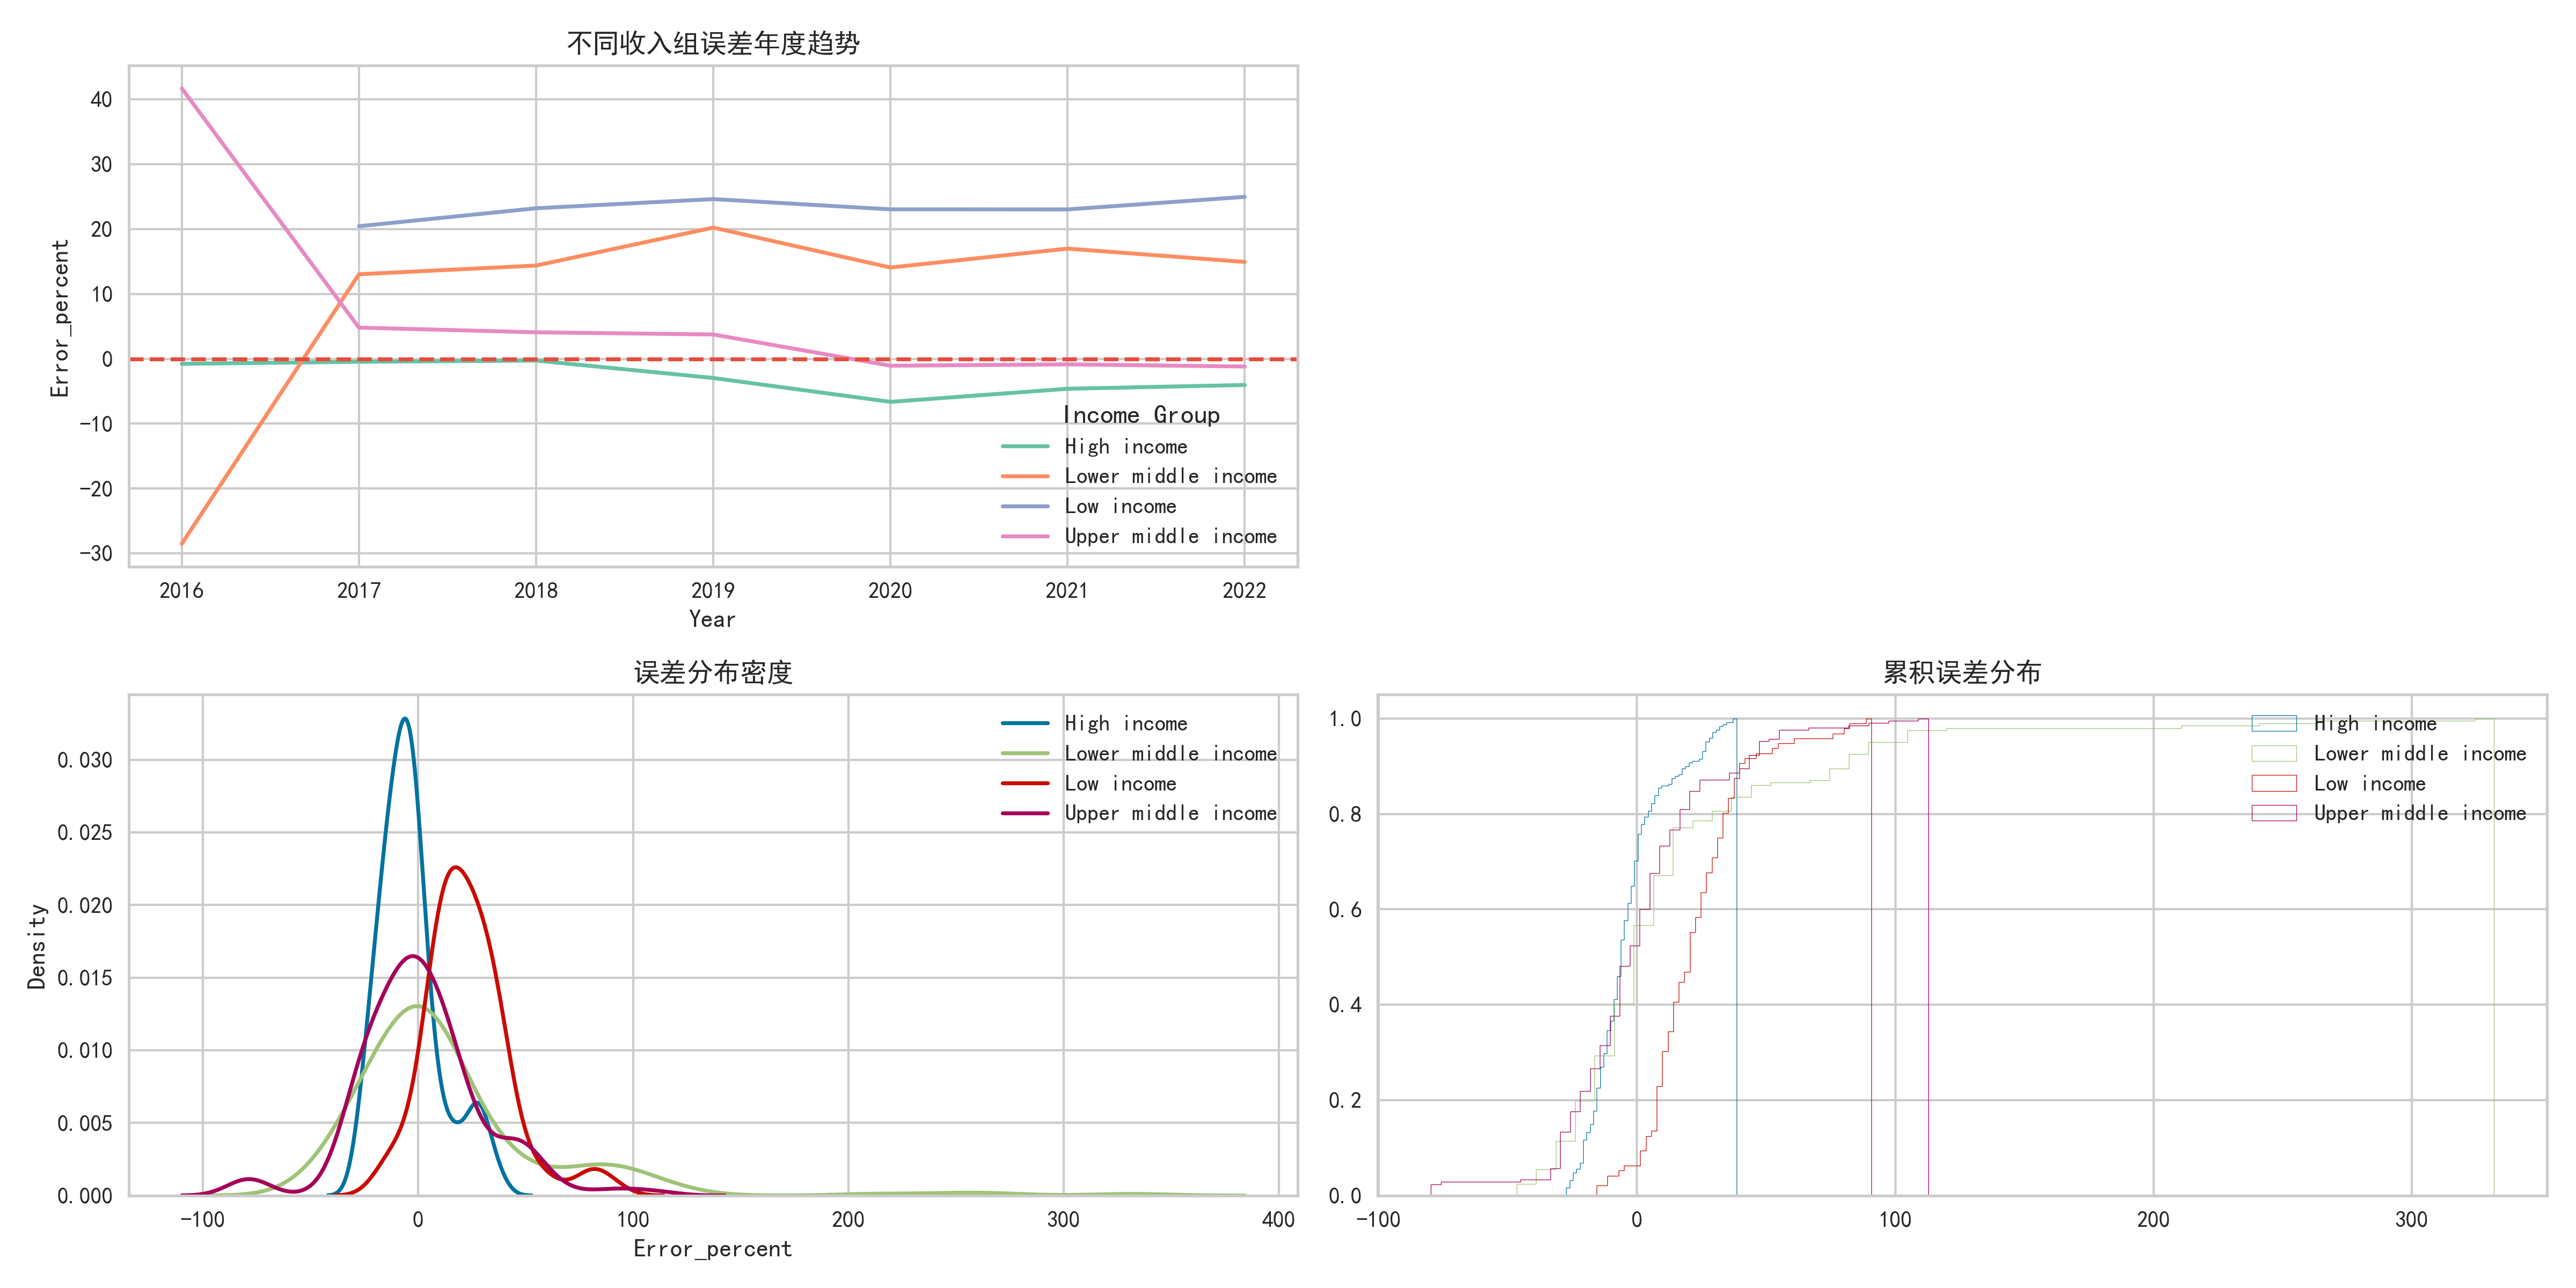 不同收入组误差年度趋势
Error_percent
40
30
20
10
0
−10
−20
−30
2016 2017 2018 2019 2020 2021 2022
Year
Income Group
High income
Lower middle income
Low income
Upper middle income
误差分布密度
Density
0.030
0.025
0.020
0.015
0.010
0.005
0.000
−100 0 100 200 300 400
Error_percent
High income
Lower middle income
Low income
Upper middle income
累积误差分布
1.0
0.8
0.6
0.4
0.2
0.0
−100 0 100 200 300
High income
Lower middle income
Low income
Upper middle income